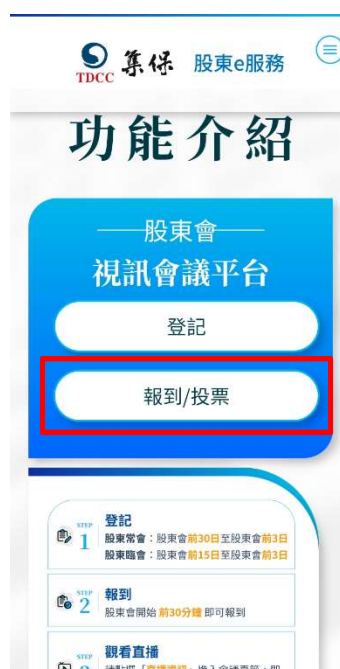 TDCC 集保 股東e服務
功能介紹
股東會
視訊會議平台
登記
報到/投票
STEP 1 登記
股東常會：股東會前30日至股東會前3日
股東臨會：股東會前15日至股東會前3日
STEP 2 報到
股東會開始 前30分鐘 即可報到
STEP 觀看直播